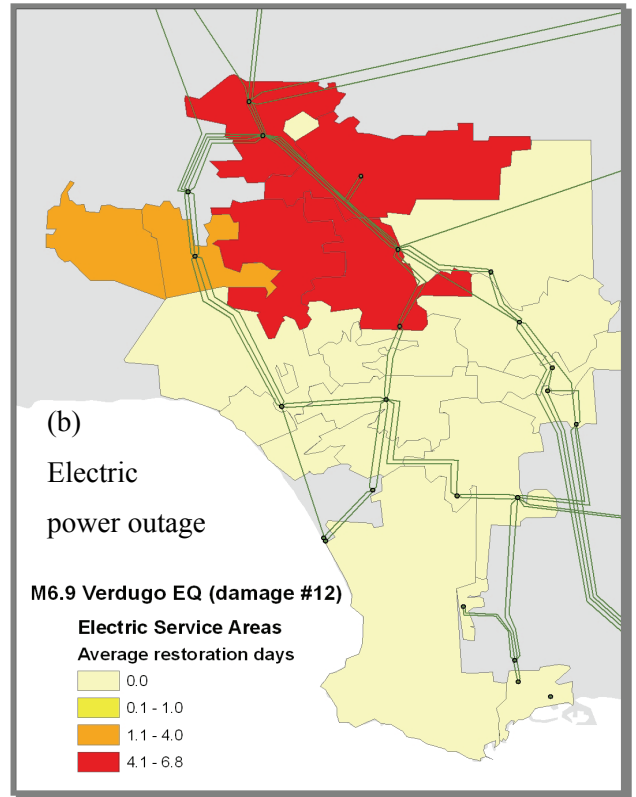 (b)
Electric
power outage
M6.9 Verdugo EQ (damage #12)
Electric Service Areas
Average restoration days
0.0
0.1 - 1.0
1.1 - 4.0
4.1 - 6.8